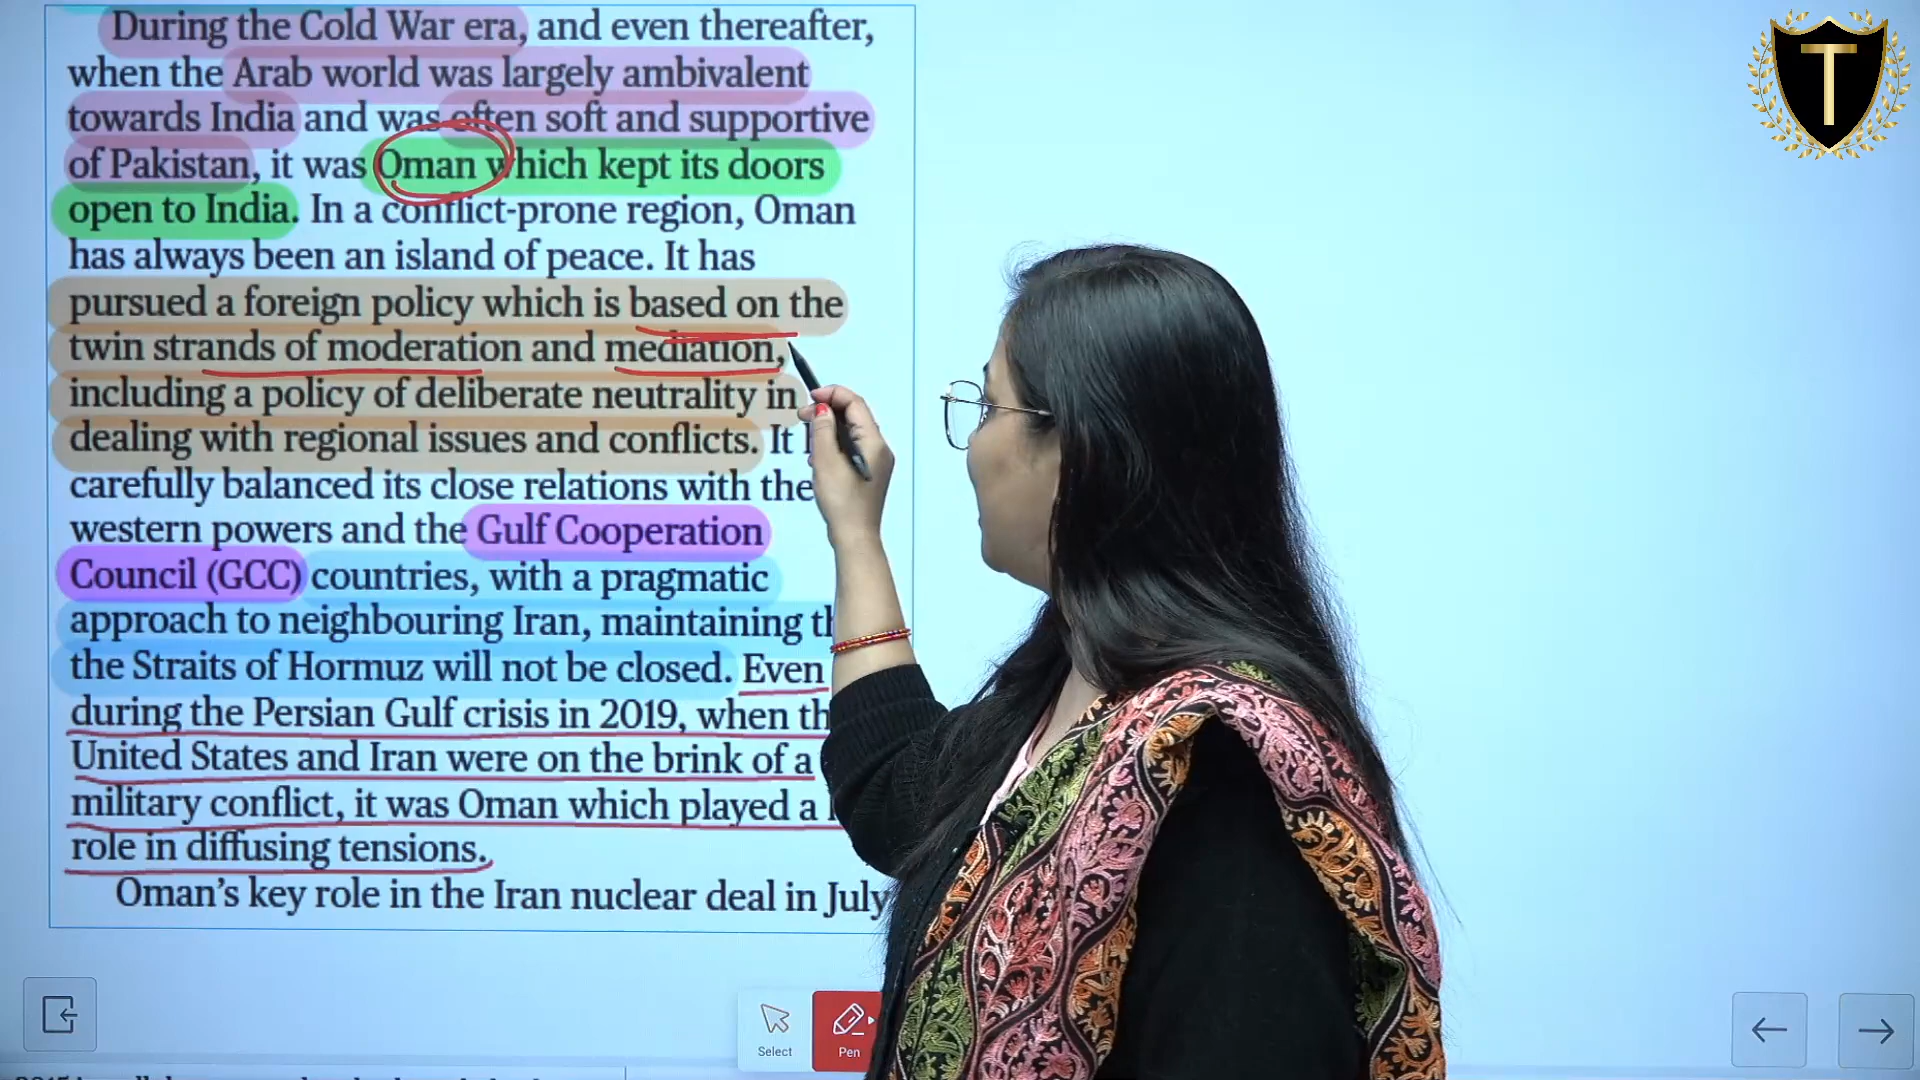 During the Cold War era, and even thereafter,
when the Arab world was largely ambivalent
towards India and was often soft and supportive
of Pakistan, it was Oman which kept its doors
open to India. In a conflict-prone region, Oman
has always been an island of peace. It has
pursued a foreign policy which is based on the
twin strands of moderation and mediation,
including a policy of deliberate neutrality in
dealing with regional issues and conflicts. It
carefully balanced its close relations with the
western powers and the Gulf Cooperation
Council (GCC) countries, with a pragmatic
approach to neighbouring Iran, maintaining
the Straits of Hormuz will not be closed. Even
during the Persian Gulf crisis in 2019, when
United States and Iran were on the brink of a
military conflict, it was Oman which played a
role in diffusing tensions.
Oman's key role in the Iran nuclear deal in July
Select
Pen
T